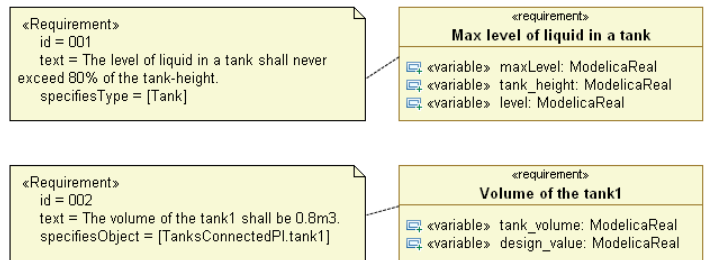 «Requirement»
id = 001
text = The level of liquid in a tank shall never
exceed 80% of the tank-height.
specifiesType = [Tank]
«requirement»
Max level of liquid in a tank
«variable» maxLevel: ModelicaReal
«variable» tank_height: ModelicaReal
«variable» level: ModelicaReal
«Requirement»
id = 002
text = The volume of the tank1 shall be 0.8m3.
specifiesObject = [TanksConnectedPI.tank1]
«requirement»
Volume of the tank1
«variable» tank_volume: ModelicaReal
«variable» design_value: ModelicaReal